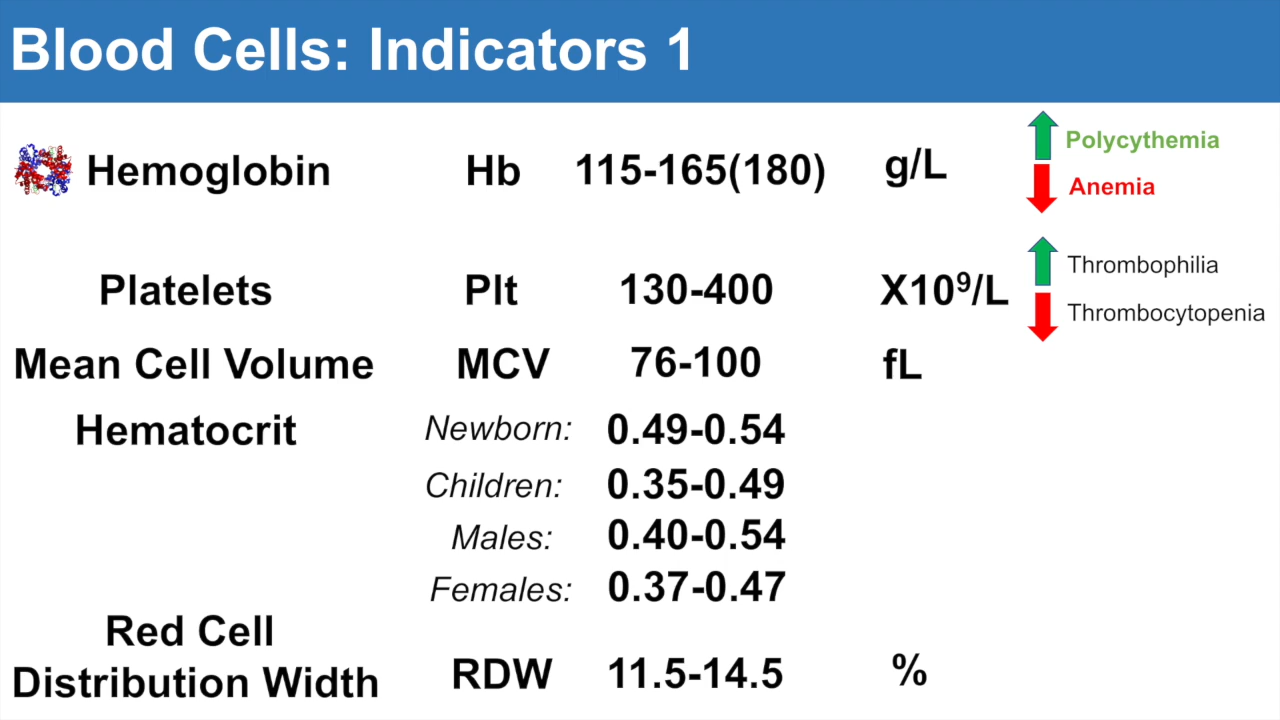 Blood Cells: Indicators 1
Hemoglobin Hb 115-165(180) g/L
Polycythemia
Anemia
Platelets Plt 130-400 X10⁹/L
Thrombophilia
Thrombocytopenia
Mean Cell Volume MCV 76-100 fL
Hematocrit Newborn: 0.49-0.54
Children: 0.35-0.49
Males: 0.40-0.54
Females: 0.37-0.47
Red Cell
Distribution Width RDW 11.5-14.5 %